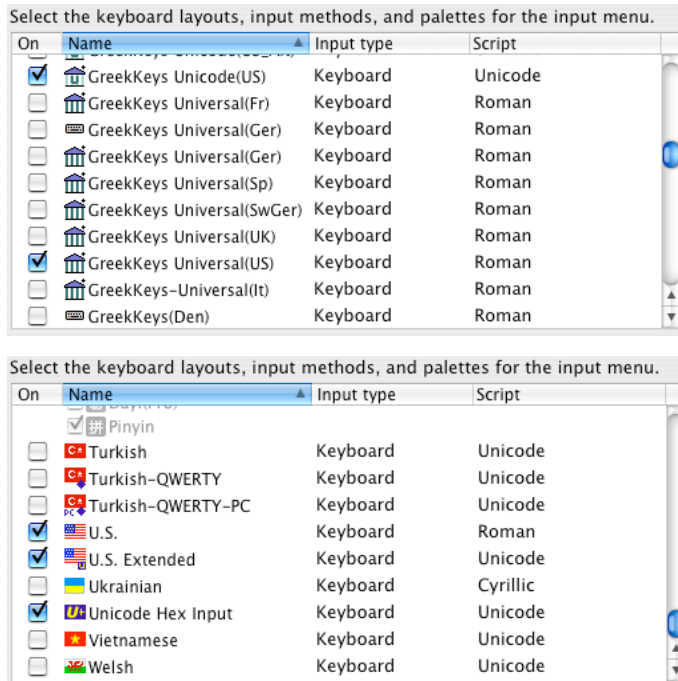 Select the keyboard layouts, input methods, and palettes for the input menu.
On Name Input type Script
GreekKeys Unicode(US) Keyboard Unicode
GreekKeys Universal(Fr) Keyboard Roman
GreekKeys Universal(Ger) Keyboard Roman
GreekKeys Universal(Ger) Keyboard Roman
GreekKeys Universal(Sp) Keyboard Roman
GreekKeys Universal(SwGer) Keyboard Roman
GreekKeys Universal(UK) Keyboard Roman
GreekKeys Universal(US) Keyboard Roman
GreekKeys-Universal(It) Keyboard Roman
GreekKeys(Den) Keyboard Roman
Select the keyboard layouts, input methods, and palettes for the input menu.
On Name Input type Script
拼 Pinyin
Turkish Keyboard Unicode
Turkish-QWERTY Keyboard Unicode
PC Turkish-QWERTY-PC Keyboard Unicode
U.S. Keyboard Roman
U U.S. Extended Keyboard Unicode
Ukrainian Keyboard Cyrillic
U+ Unicode Hex Input Keyboard Unicode
Vietnamese Keyboard Unicode
Welsh Keyboard Unicode